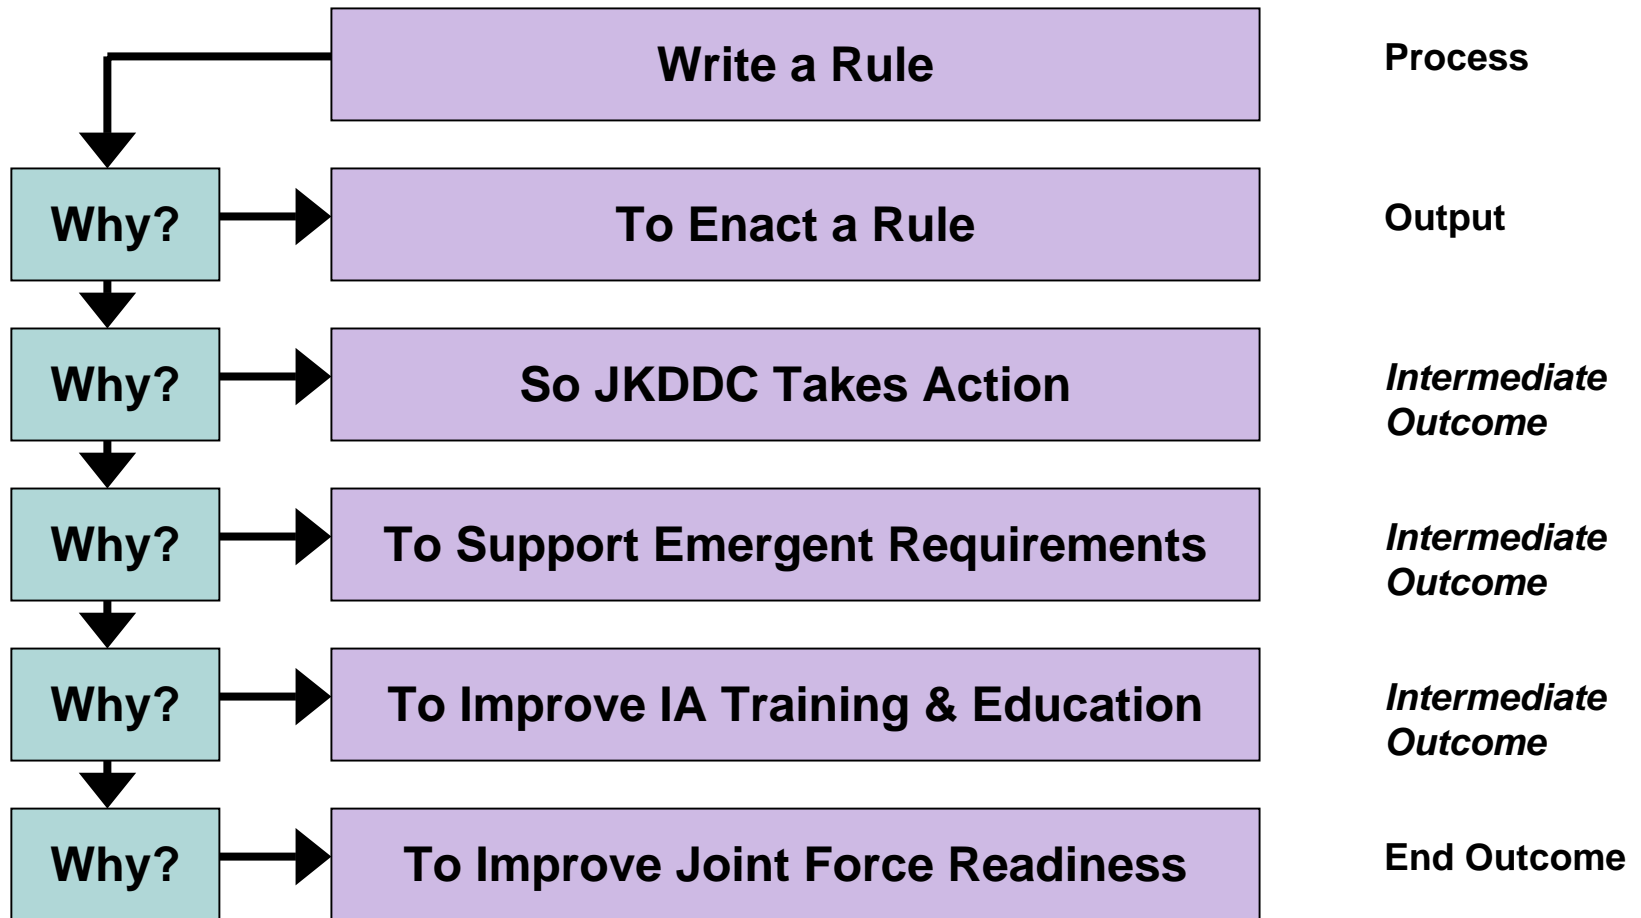 Write a Rule
Process
Why?
To Enact a Rule
Output
Why?
So JKDDC Takes Action
Intermediate
Outcome
Why?
To Support Emergent Requirements
Intermediate
Outcome
Why?
To Improve IA Training & Education
Intermediate
Outcome
Why?
To Improve Joint Force Readiness
End Outcome